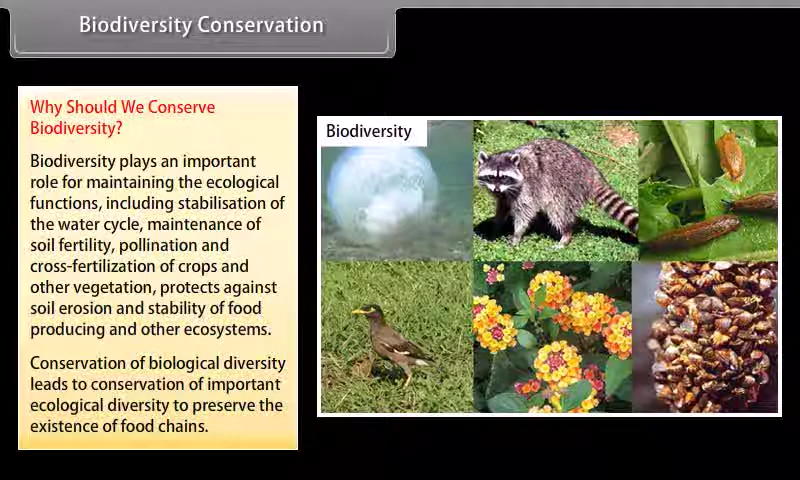 Biodiversity Conservation
Why Should We Conserve
Biodiversity?
Biodiversity plays an important
role for maintaining the ecological
functions, including stabilisation of
the water cycle, maintenance of
soil fertility, pollination and
cross-fertilization of crops and
other vegetation, protects against
soil erosion and stability of food
producing and other ecosystems.
Conservation of biological diversity
leads to conservation of important
ecological diversity to preserve the
existence of food chains.
Biodiversity